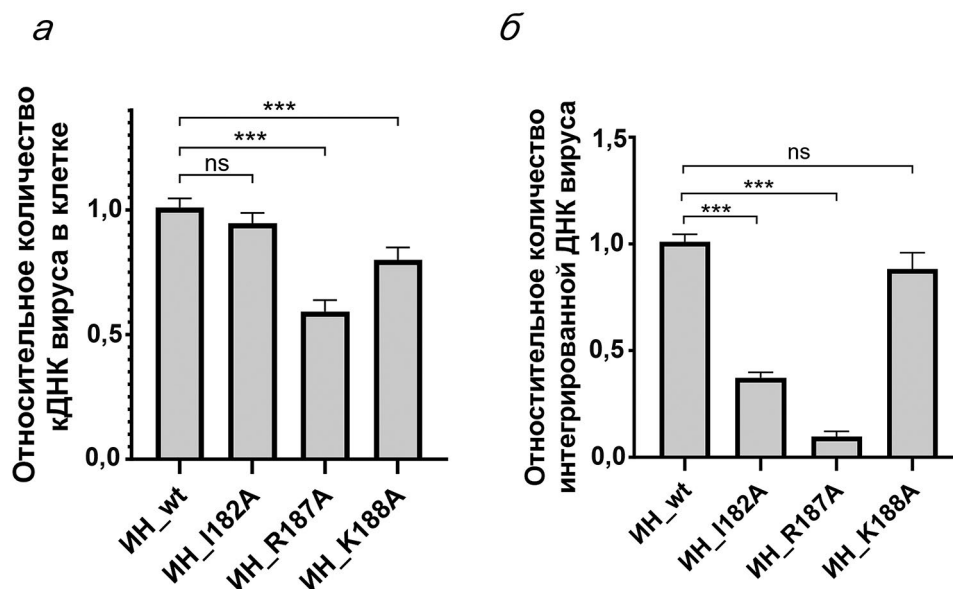 а
Относительное количество
кДНК вируса в клетке
***
***
ns
1,0
0,5
0,0
ИН_wt
ИН_I182A
ИН_R187A
ИН_K188A
б
Отностительное количество
интегрированной ДНК вируса
1,5
ns
***
***
1,0
0,5
0,0
ИН_wt
ИН_I182A
ИН_R187A
ИН_K188A